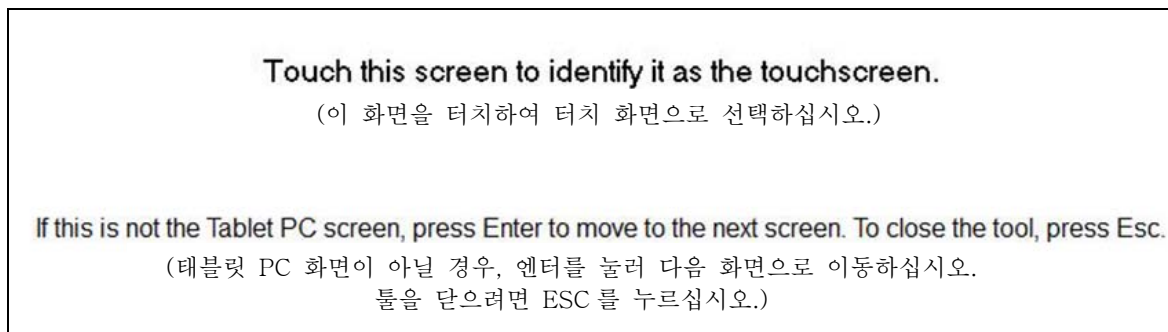 Touch this screen to identify it as the touchscreen.
(이 화면을 터치하여 터치 화면으로 선택하십시오.)
If this is not the Tablet PC screen, press Enter to move to the next screen. To close the tool, press Esc.
(태블릿 PC 화면이 아닐 경우, 엔터를 눌러 다음 화면으로 이동하십시오.
툴을 닫으려면 ESC 를 누르십시오.)